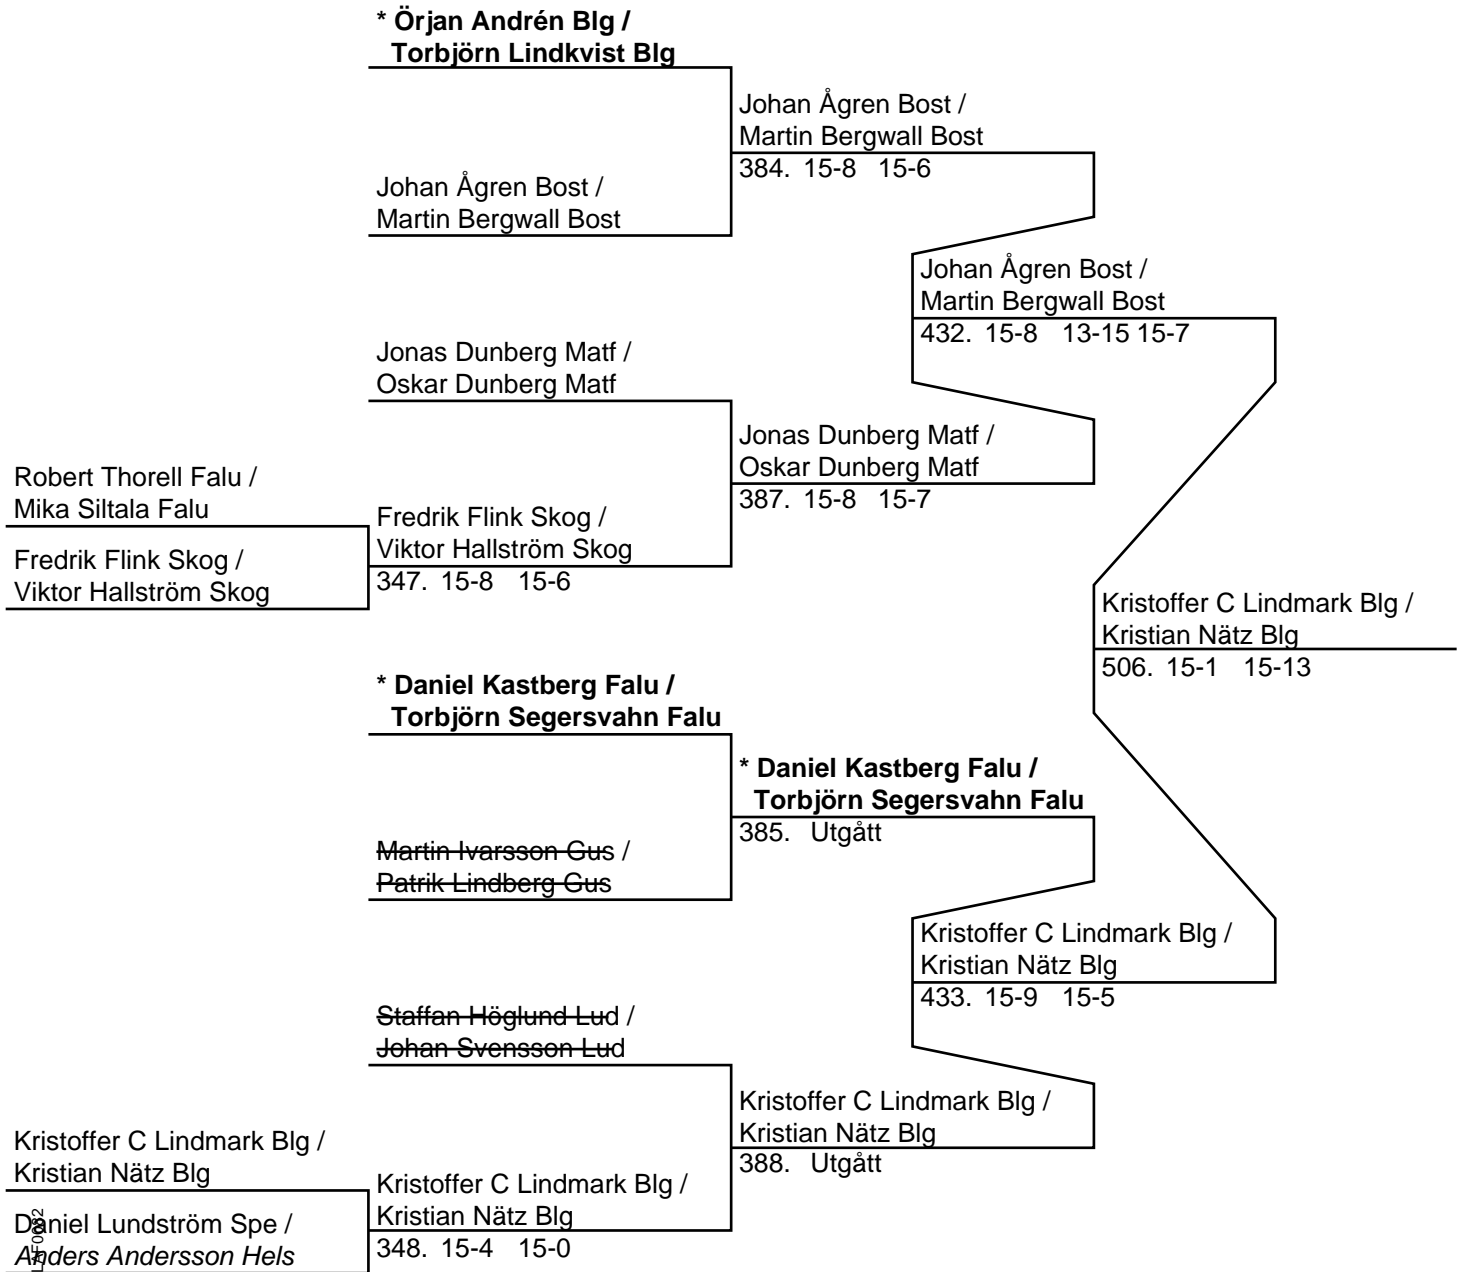 * Örjan Andrén Blg /
Torbjörn Lindkvist Blg
Johan Ågren Bost /
Martin Bergwall Bost
384. 15-8 15-6
Johan Ågren Bost /
Martin Bergwall Bost
Johan Ågren Bost /
Martin Bergwall Bost
432. 15-8 13-15 15-7
Jonas Dunberg Matf /
Oskar Dunberg Matf
Jonas Dunberg Matf /
Oskar Dunberg Matf
387. 15-8 15-7
Robert Thorell Falu /
Mika Siltala Falu
Fredrik Flink Skog /
Viktor Hallström Skog
347. 15-8 15-6
Fredrik Flink Skog /
Viktor Hallström Skog
Kristoffer C Lindmark Blg /
Kristian Nätz Blg
506. 15-1 15-13
* Daniel Kastberg Falu /
Torbjörn Segersvahn Falu
* Daniel Kastberg Falu /
Torbjörn Segersvahn Falu
385. Utgått
Martin Ivarsson Gus /
Patrik Lindberg Gus
Kristoffer C Lindmark Blg /
Kristian Nätz Blg
433. 15-9 15-5
Staffan Höglund Lud /
Johan Svensson Lud
Kristoffer C Lindmark Blg /
Kristian Nätz Blg
388. Utgått
Kristoffer C Lindmark Blg /
Kristian Nätz Blg
Kristoffer C Lindmark Blg /
Kristian Nätz Blg
348. 15-4 15-0
Daniel Lundström Spe /
Anders Andersson Hels